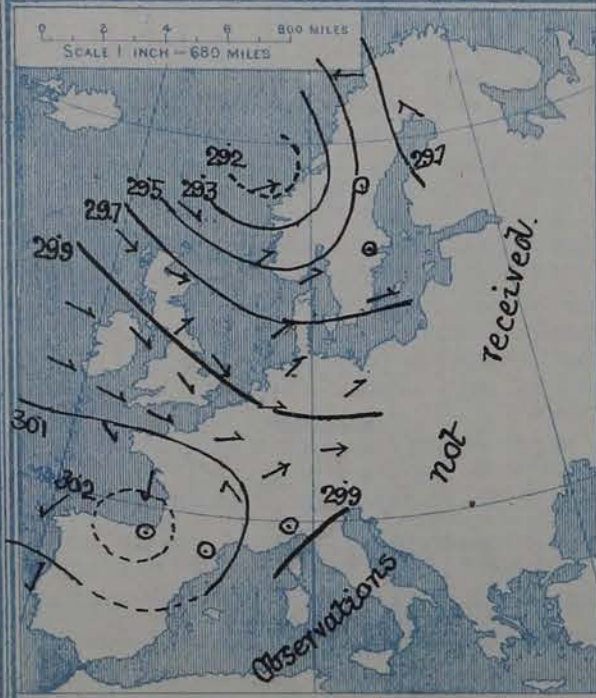 0 2 4 6 800 MILES
SCALE 1 INCH = 680 MILES
29·2
29·5 29·3
29·7
29·7
29·9
30·1
30·2
29·9
Observations not received.